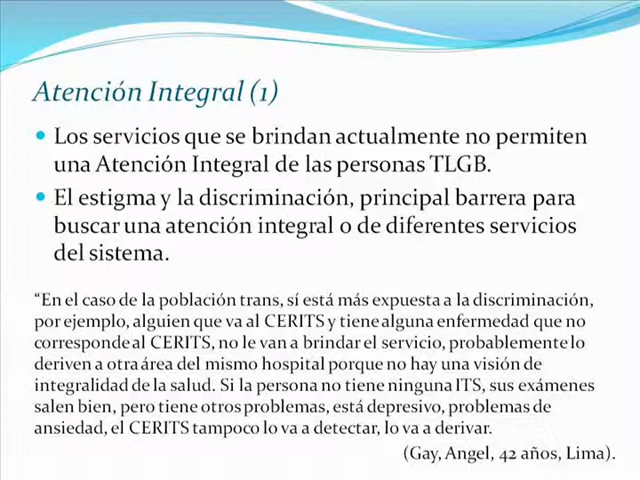 Atención Integral (1)
• Los servicios que se brindan actualmente no permiten
una Atención Integral de las personas TLGB.
• El estigma y la discriminación, principal barrera para
buscar una atención integral o de diferentes servicios
del sistema.
“En el caso de la población trans, sí está más expuesta a la discriminación,
por ejemplo, alguien que va al CERITS y tiene alguna enfermedad que no
corresponde al CERITS, no le van a brindar el servicio, probablemente lo
deriven a otra área del mismo hospital porque no hay una visión de
integralidad de la salud. Si la persona no tiene ninguna ITS, sus exámenes
salen bien, pero tiene otros problemas, está depresivo, problemas de
ansiedad, el CERITS tampoco lo va a detectar, lo va a derivar.
(Gay, Angel, 42 años, Lima).